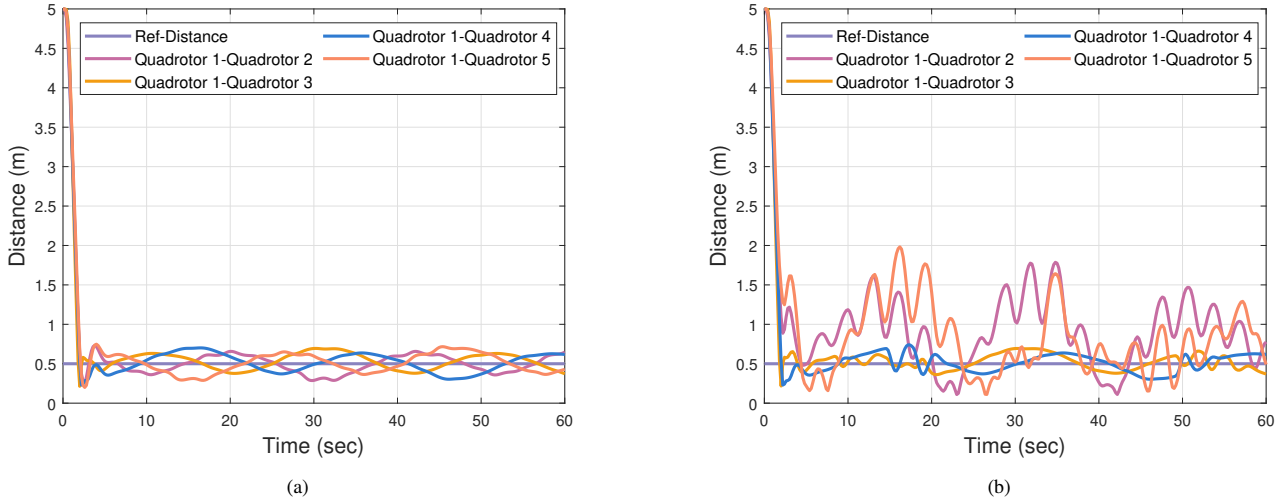 5
4.5
4
3.5
3
2.5
2
1.5
1
0.5
0
Distance (m)
Ref-Distance
Quadrotor 1-Quadrotor 2
Quadrotor 1-Quadrotor 3
Quadrotor 1-Quadrotor 4
Quadrotor 1-Quadrotor 5
0 10 20 30 40 50 60
Time (sec)
(a)
5
4.5
4
3.5
3
2.5
2
1.5
1
0.5
0
Distance (m)
Ref-Distance
Quadrotor 1-Quadrotor 2
Quadrotor 1-Quadrotor 3
Quadrotor 1-Quadrotor 4
Quadrotor 1-Quadrotor 5
0 10 20 30 40 50 60
Time (sec)
(b)